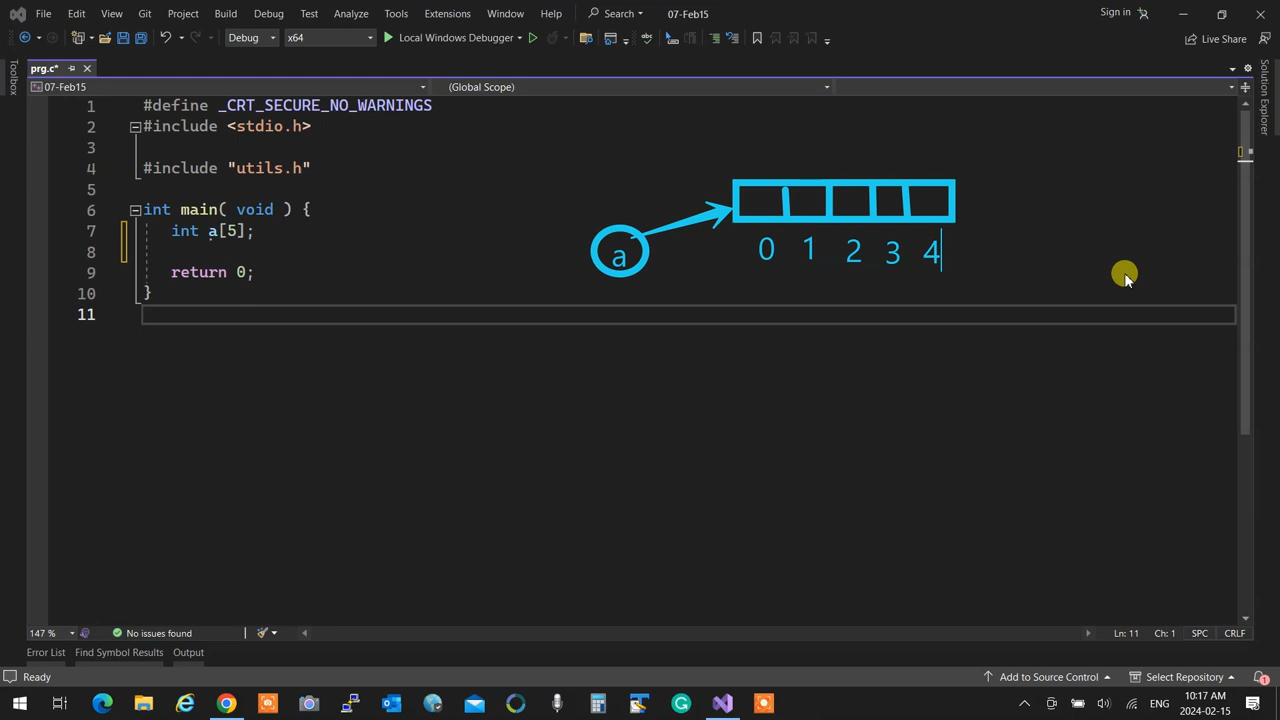 File Edit View Git Project Build Debug Test Analyze Tools Extensions Window Help Search 07-Feb15 Sign in
Debug x64 Local Windows Debugger Live Share
prg.c*
07-Feb15 (Global Scope)
Toolbox
Solution Explorer
1 #define _CRT_SECURE_NO_WARNINGS
2 #include <stdio.h>
3
4 #include "utils.h"
5
6 int main( void ) {
7 int a[5];
8
9 return 0;
10 }
11
a
0 1 2 3 4
147 % No issues found Ln: 11 Ch: 1 SPC CRLF
Error List Find Symbol Results Output
Ready Add to Source Control Select Repository 1
ENG 10:17 AM
2024-02-15